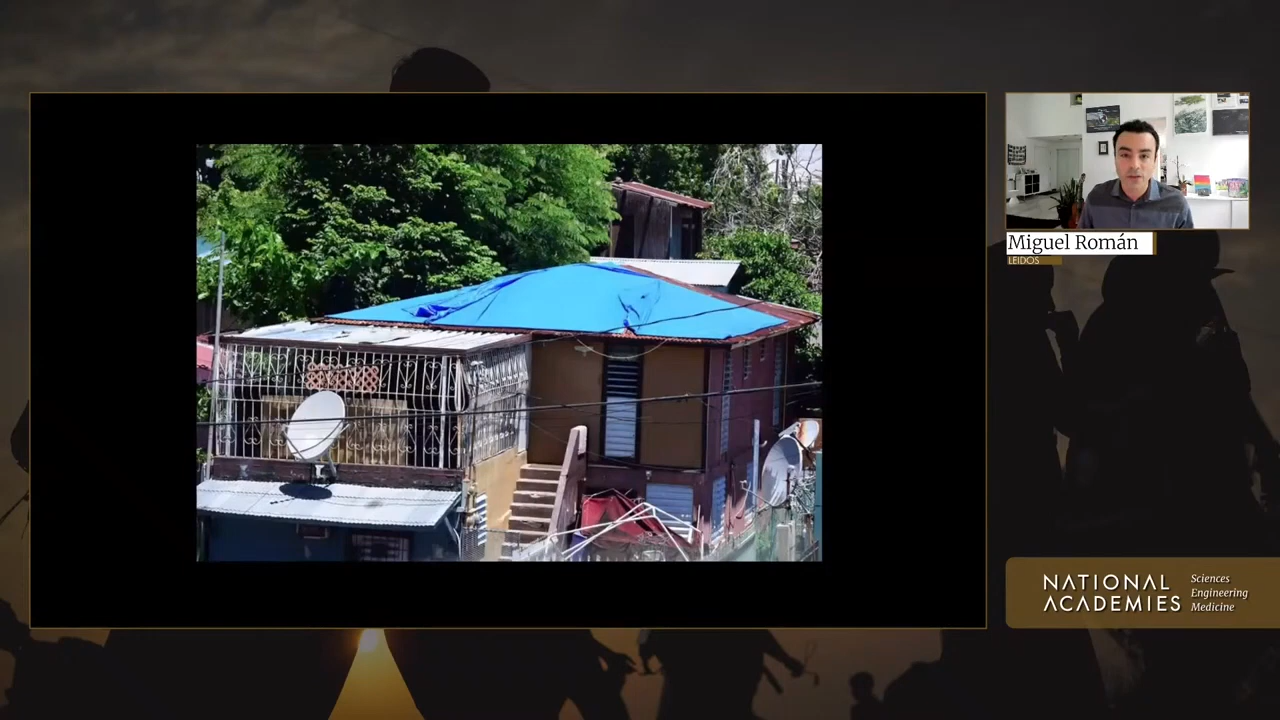 Miguel Román
LEIDOS
NATIONAL
ACADEMIES
Sciences
Engineering
Medicine